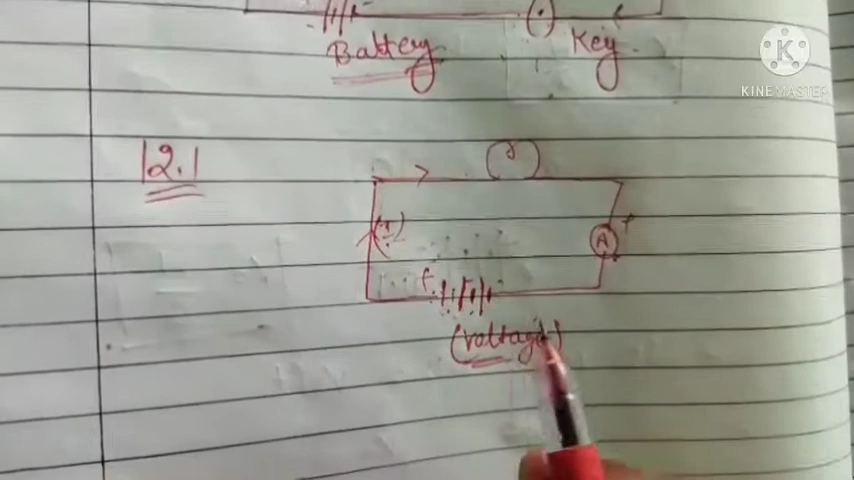 Battery
Key
K
KINEMASTER
12.1
A
+
(Voltage)